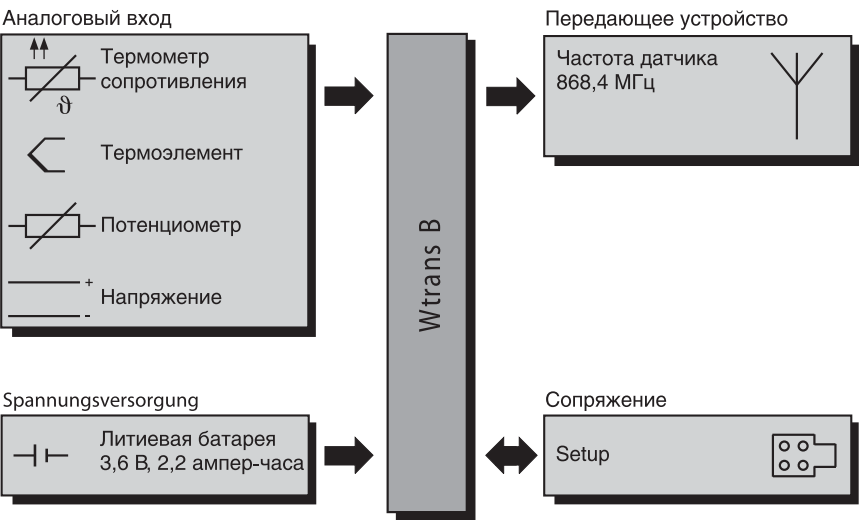 Аналоговый вход
Термометр
сопротивления
ϑ
Термоэлемент
Потенциометр
+
Напряжение
-
Spannungsversorgung
Литиевая батарея
3,6 В, 2,2 ампер-часа
Wtrans B
Передающее устройство
Частота датчика
868,4 МГц
Сопряжение
Setup